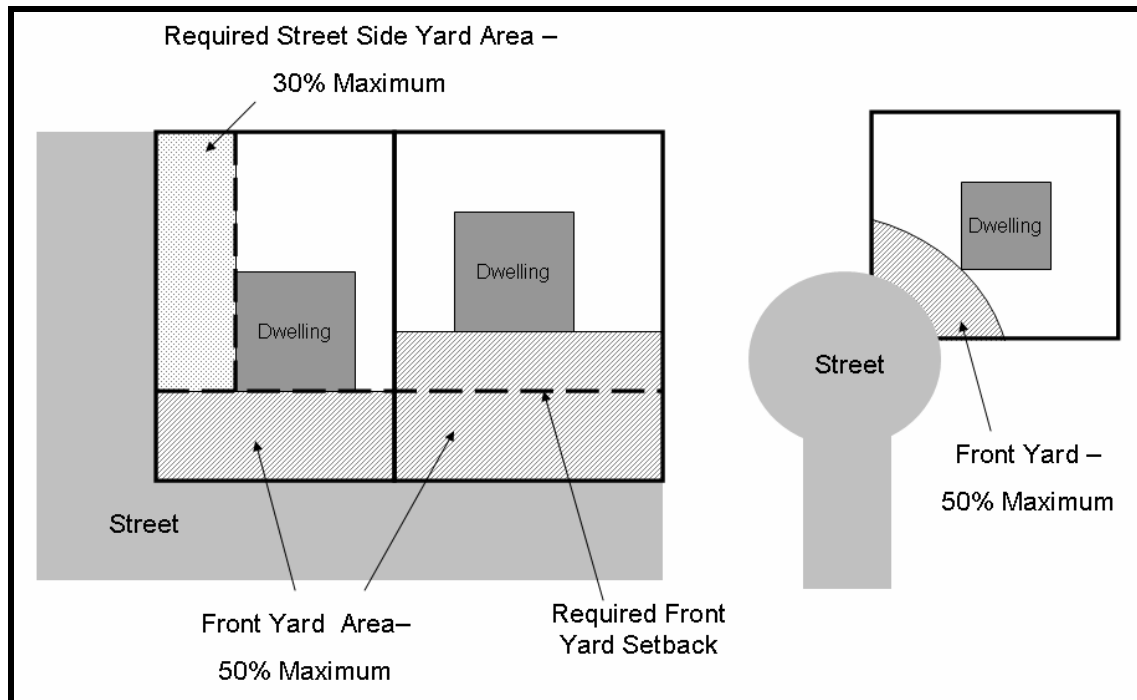 Required Street Side Yard Area –
30% Maximum
Dwelling
Dwelling
Dwelling
Street
Street
Front Yard –
50% Maximum
Front Yard Area–
50% Maximum
Required Front
Yard Setback